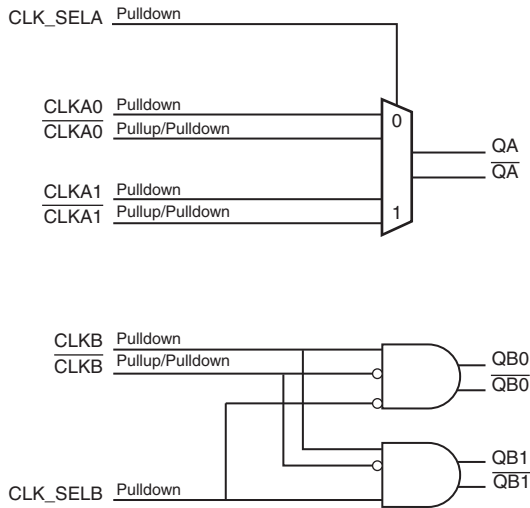 CLK_SELA Pulldown
CLKA0 Pulldown
CLKA0 Pullup/Pulldown
0
QA
QA
CLKA1 Pulldown
CLKA1 Pullup/Pulldown
1
CLKB Pulldown
CLKB Pullup/Pulldown
QB0
QB0
QB1
QB1
CLK_SELB Pulldown